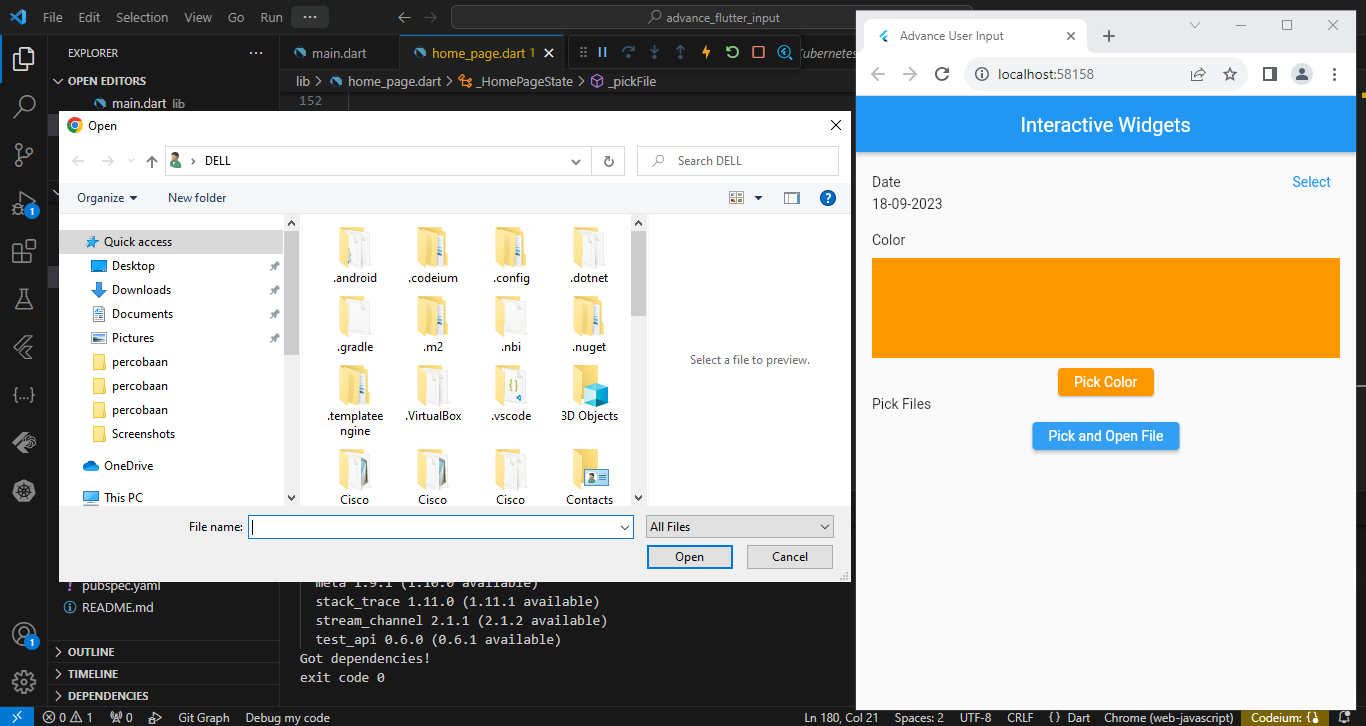 File Edit Selection View Go Run ...
advance_flutter_input
EXPLORER
OPEN EDITORS
main.dart lib
main.dart
home_page.dart 1
Kubernetes
lib > home_page.dart > _HomePageState > _pickFile
152
Open
DELL
Search DELL
Organize
New folder
Quick access
Desktop
Downloads
Documents
Pictures
percobaan
percobaan
percobaan
Screenshots
OneDrive
This PC
.android .codeium .config .dotnet
.gradle .m2 .nbi .nuget
.templatee
engine
.VirtualBox .vscode 3D Objects
Cisco Cisco Cisco Contacts
Select a file to preview.
File name:
All Files
Open Cancel
pubspec.yaml
README.md
OUTLINE
TIMELINE
DEPENDENCIES
meta 1.9.1 (1.10.0 available)
stack_trace 1.11.0 (1.11.1 available)
stream_channel 2.1.1 (2.1.2 available)
test_api 0.6.0 (0.6.1 available)
Got dependencies!
exit code 0
Advance User Input
localhost:58158
Interactive Widgets
Date
Select
18-09-2023
Color
Pick Color
Pick Files
Pick and Open File
1
1
0 1 0 Git Graph Debug my code
Ln 180, Col 21 Spaces: 2 UTF-8 CRLF {} Dart Chrome (web-javascript) Codeium: {}